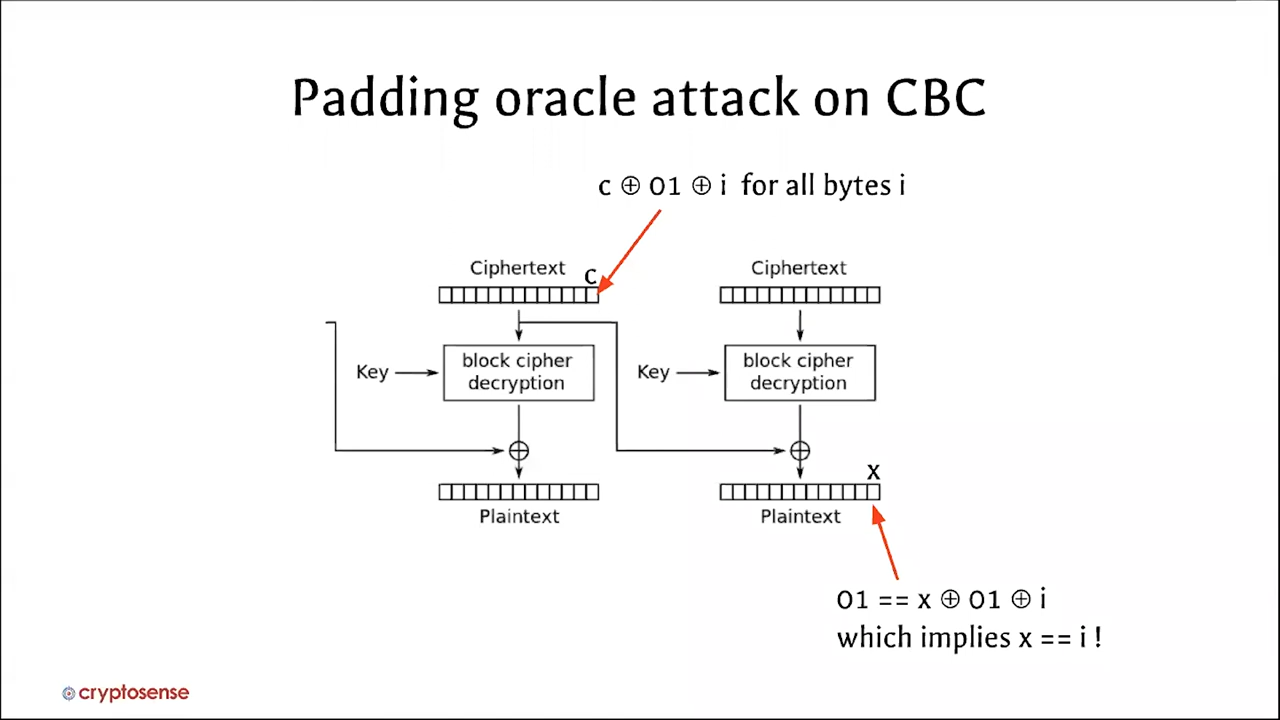 Padding oracle attack on CBC
c ⊕ 01 ⊕ i for all bytes i
Ciphertext
c
Ciphertext
Key
block cipher
decryption
Key
block cipher
decryption
x
Plaintext
Plaintext
01 == x ⊕ 01 ⊕ i
which implies x == i !
cryptosense